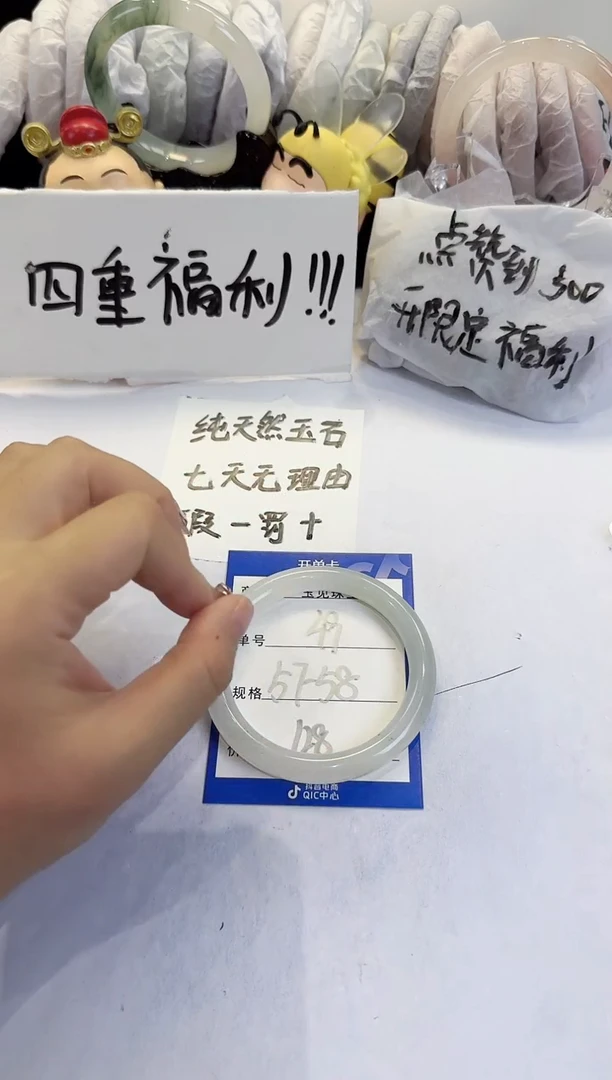 四重福利!!!
点赞到300
开限定福利
纯天然玉石
七天无理由
假一罚十
开单卡
单号 49
规格 57-58
128
抖音电商
QIC中心